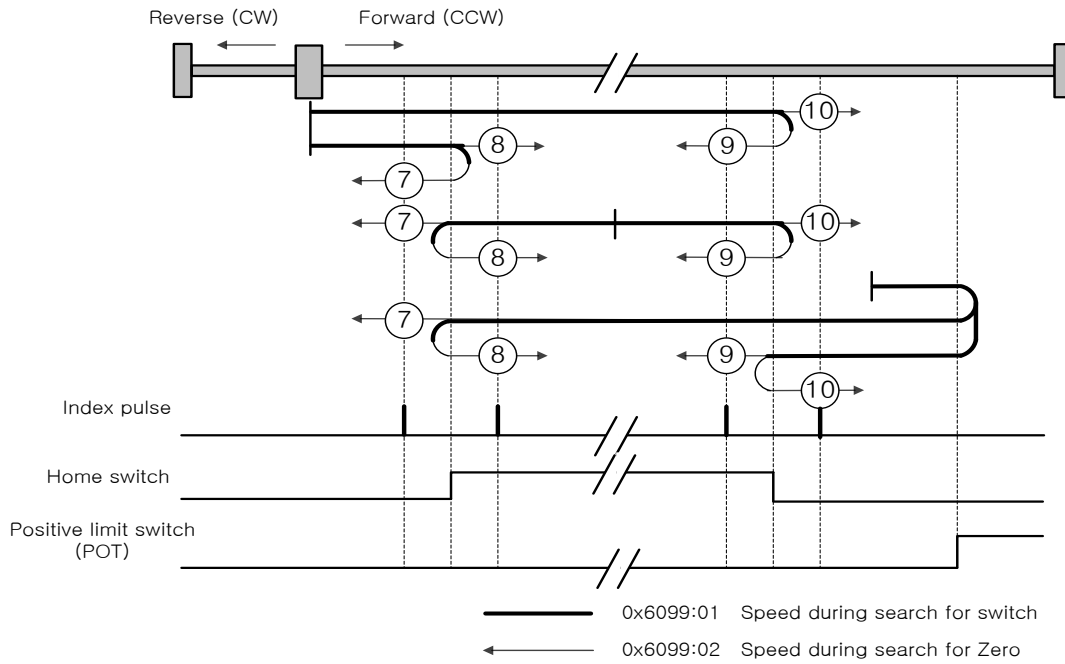 Reverse (CW) Forward (CCW)
10
8 9
7
7 10
8 9
7
8 9
10
Index pulse
Home switch
Positive limit switch
(POT)
0x6099:01 Speed during search for switch
0x6099:02 Speed during search for Zero